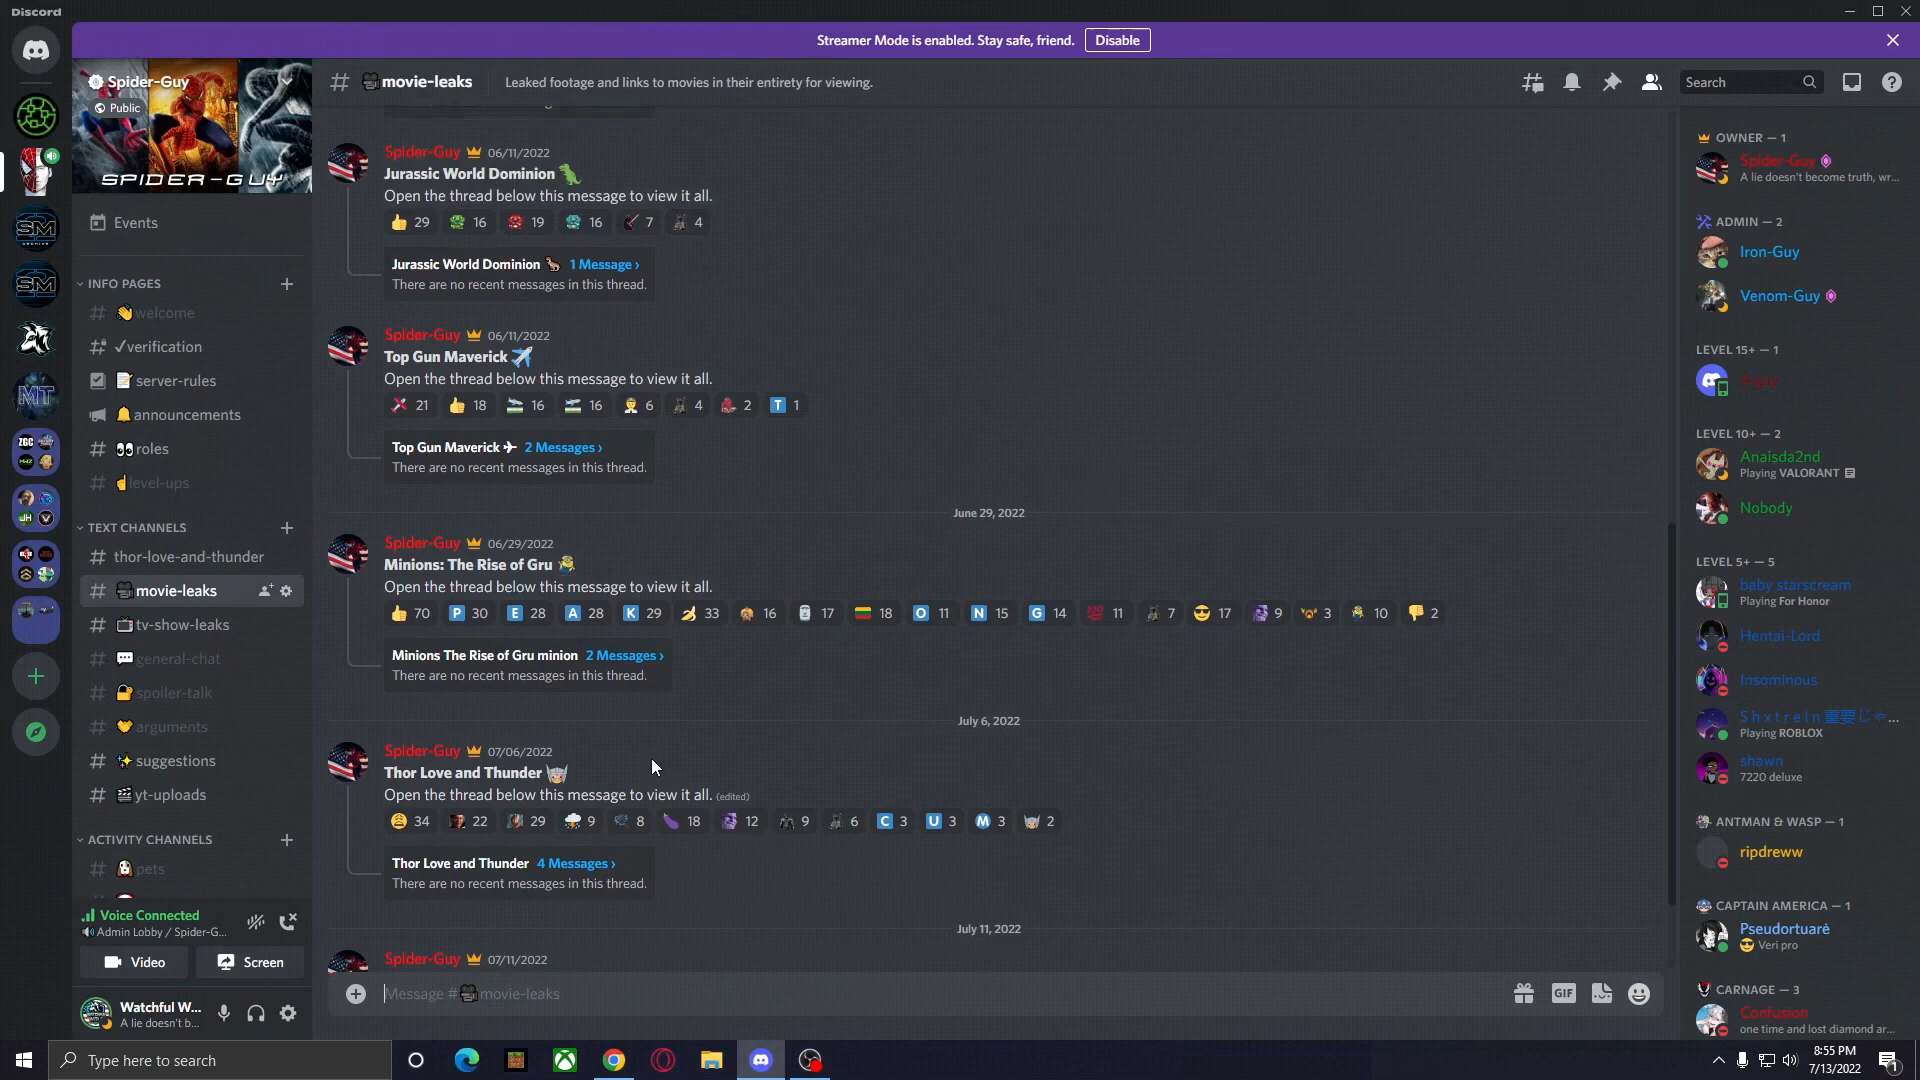 Discord
Streamer Mode is enabled. Stay safe, friend.
Disable
Spider-Guy
Public
SPIDER-GUY
Events
INFO PAGES
welcome
✓verification
server-rules
announcements
roles
level-ups
TEXT CHANNELS
thor-love-and-thunder
movie-leaks
tv-show-leaks
general-chat
spoiler-talk
arguments
suggestions
yt-uploads
ACTIVITY CHANNELS
pets
Voice Connected
Admin Lobby / Spider-G...
Video
Screen
Watchful W...
A lie doesn't b...
# movie-leaks
Leaked footage and links to movies in their entirety for viewing.
Search
Spider-Guy 06/11/2022
Jurassic World Dominion
Open the thread below this message to view it all.
29 16 19 16 7 4
Jurassic World Dominion 1 Message ›
There are no recent messages in this thread.
Spider-Guy 06/11/2022
Top Gun Maverick
Open the thread below this message to view it all.
21 18 16 16 6 4 2 T 1
Top Gun Maverick 2 Messages ›
There are no recent messages in this thread.
June 29, 2022
Spider-Guy 06/29/2022
Minions: The Rise of Gru
Open the thread below this message to view it all.
70 P 30 E 28 A 28 K 29 33 16 17 18 O 11 N 15 G 14 100 11 7 17 9 3 10 2
Minions The Rise of Gru minion 2 Messages ›
There are no recent messages in this thread.
July 6, 2022
Spider-Guy 07/06/2022
Thor Love and Thunder
Open the thread below this message to view it all. (edited)
34 22 29 9 8 18 12 9 6 C 3 U 3 M 3 2
Thor Love and Thunder 4 Messages ›
There are no recent messages in this thread.
July 11, 2022
Spider-Guy 07/11/2022
Message # movie-leaks
GIF
OWNER — 1
Spider-Guy
A lie doesn't become truth, wr...
ADMIN — 2
Iron-Guy
Venom-Guy
LEVEL 15+ — 1
LEVEL 10+ — 2
Anaisda2nd
Playing VALORANT
Nobody
LEVEL 5+ — 5
baby starscream
Playing For Honor
Hentai-Lord
Insominous
Shxtrein 重要じゃ...
Playing ROBLOX
shawn
7220 deluxe
ANTMAN & WASP — 1
ripdreww
CAPTAIN AMERICA — 1
Pseudortuarė
Veri pro
CARNAGE — 3
Confusion
one time and lost diamond ar...
Type here to search
8:55 PM
7/13/2022
1